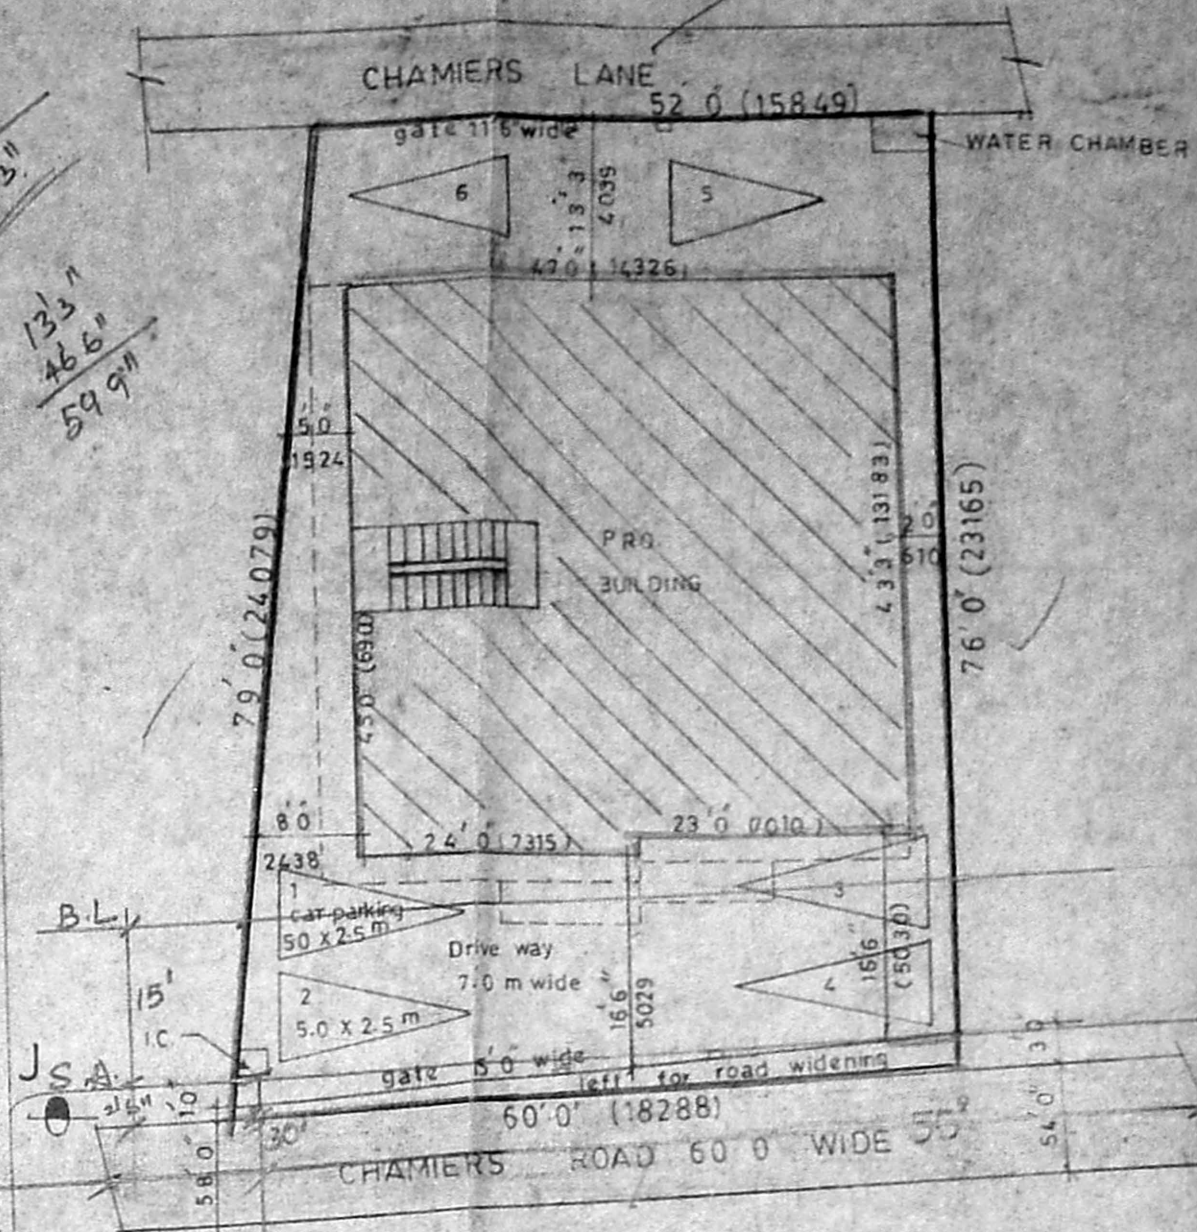 CHAMIERS LANE
52' 0" (15849)
gate 11'6" wide
WATER CHAMBER
6
5
13' 3"
4039
47'0" (14326)
13'3"
46'6"
59'9"
5'0"
1524
43'3" (13183)
2'0"
610
76'0" (23165)
79'0" (24079)
PRO.
BUILDING
8'0"
2438
24'0" (7315)
23'0" (7010)
1
car parking
5.0 X 2.5 m
3
B.L.
Drive way
7.0 m wide
16'6"
5029
16'6"
(5030)
2
5.0 X 2.5 m
4
15'
I.C.
J S.A.
gate 15'0" wide
left for road widening
3'0"
60'0" (18288)
30'
58'0"
54'0"
CHAMIERS ROAD 60'0" WIDE 55'